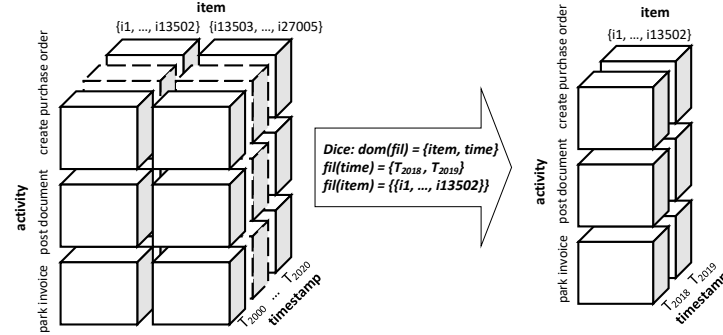 item
{i1, …, i13502} {i13503, …, i27005}
create purchase order
post document
park invoice
activity
T2000 … T2020
timestamp
Dice: dom(fil) = {item, time}
fil(time) = {T2018 , T2019}
fil(item) = {{i1, …, i13502}}
item
{i1, …, i13502}
create purchase order
post document
park invoice
activity
T2018 T2019
timestamp